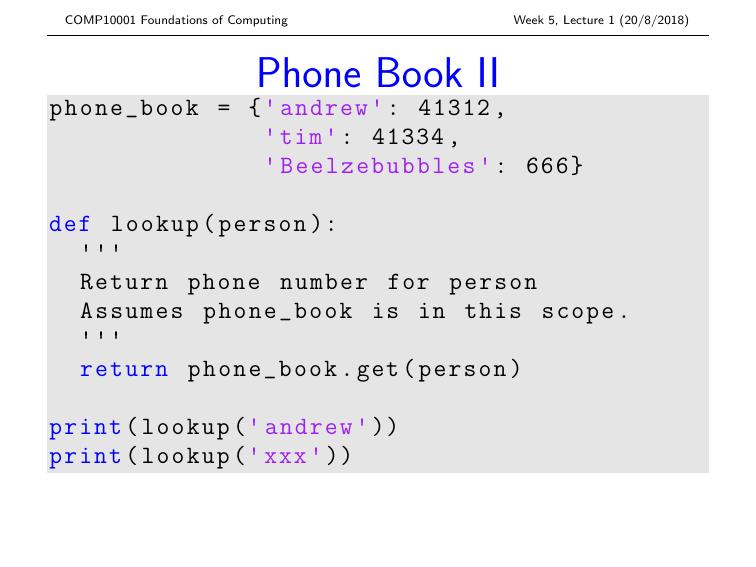 COMP10001 Foundations of Computing Week 5, Lecture 1 (20/8/2018)
Phone Book II
phone_book = {'andrew': 41312,
'tim': 41334,
'Beelzebubbles': 666}
def lookup(person):
'''
Return phone number for person
Assumes phone_book is in this scope.
'''
return phone_book.get(person)
print(lookup('andrew'))
print(lookup('xxx'))